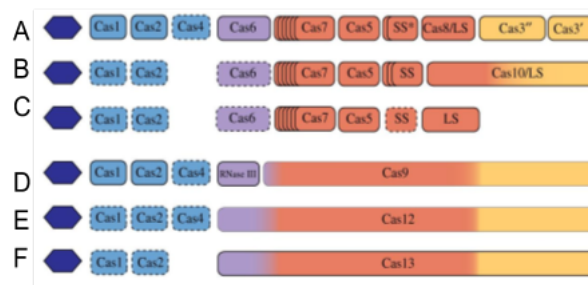 A Cas1 Cas2 Cas4 Cas6 Cas7 Cas5 SS* Cas8/LS Cas3″ Cas3′
B Cas1 Cas2 Cas6 Cas7 Cas5 SS Cas10/LS
C Cas1 Cas2 Cas6 Cas7 Cas5 SS LS
D Cas1 Cas2 Cas4 RNase III Cas9
E Cas1 Cas2 Cas4 Cas12
F Cas1 Cas2 Cas13